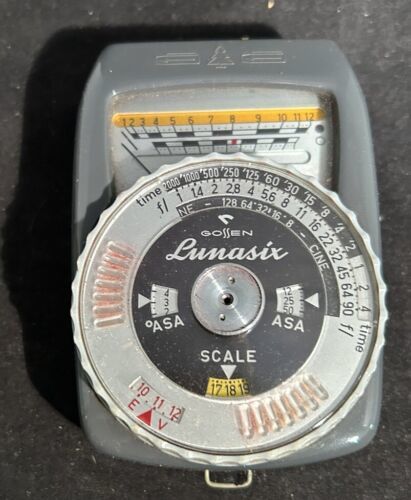 1 2 3 4 5 6 7 8 9 10 11 12
time 2000 1000 500 250 125 60 30 15 8 4 2 1 2 4 time
f/ 1 1.4 2 2.8 4 5.6 8 11 16 22 32 45 64 90 f/
NE - 128 64 32 16 8 - CINE
GOSSEN
Lunasix
°ASA
ASA
12
25
50
SCALE
17 18 19
10 11 12
E V